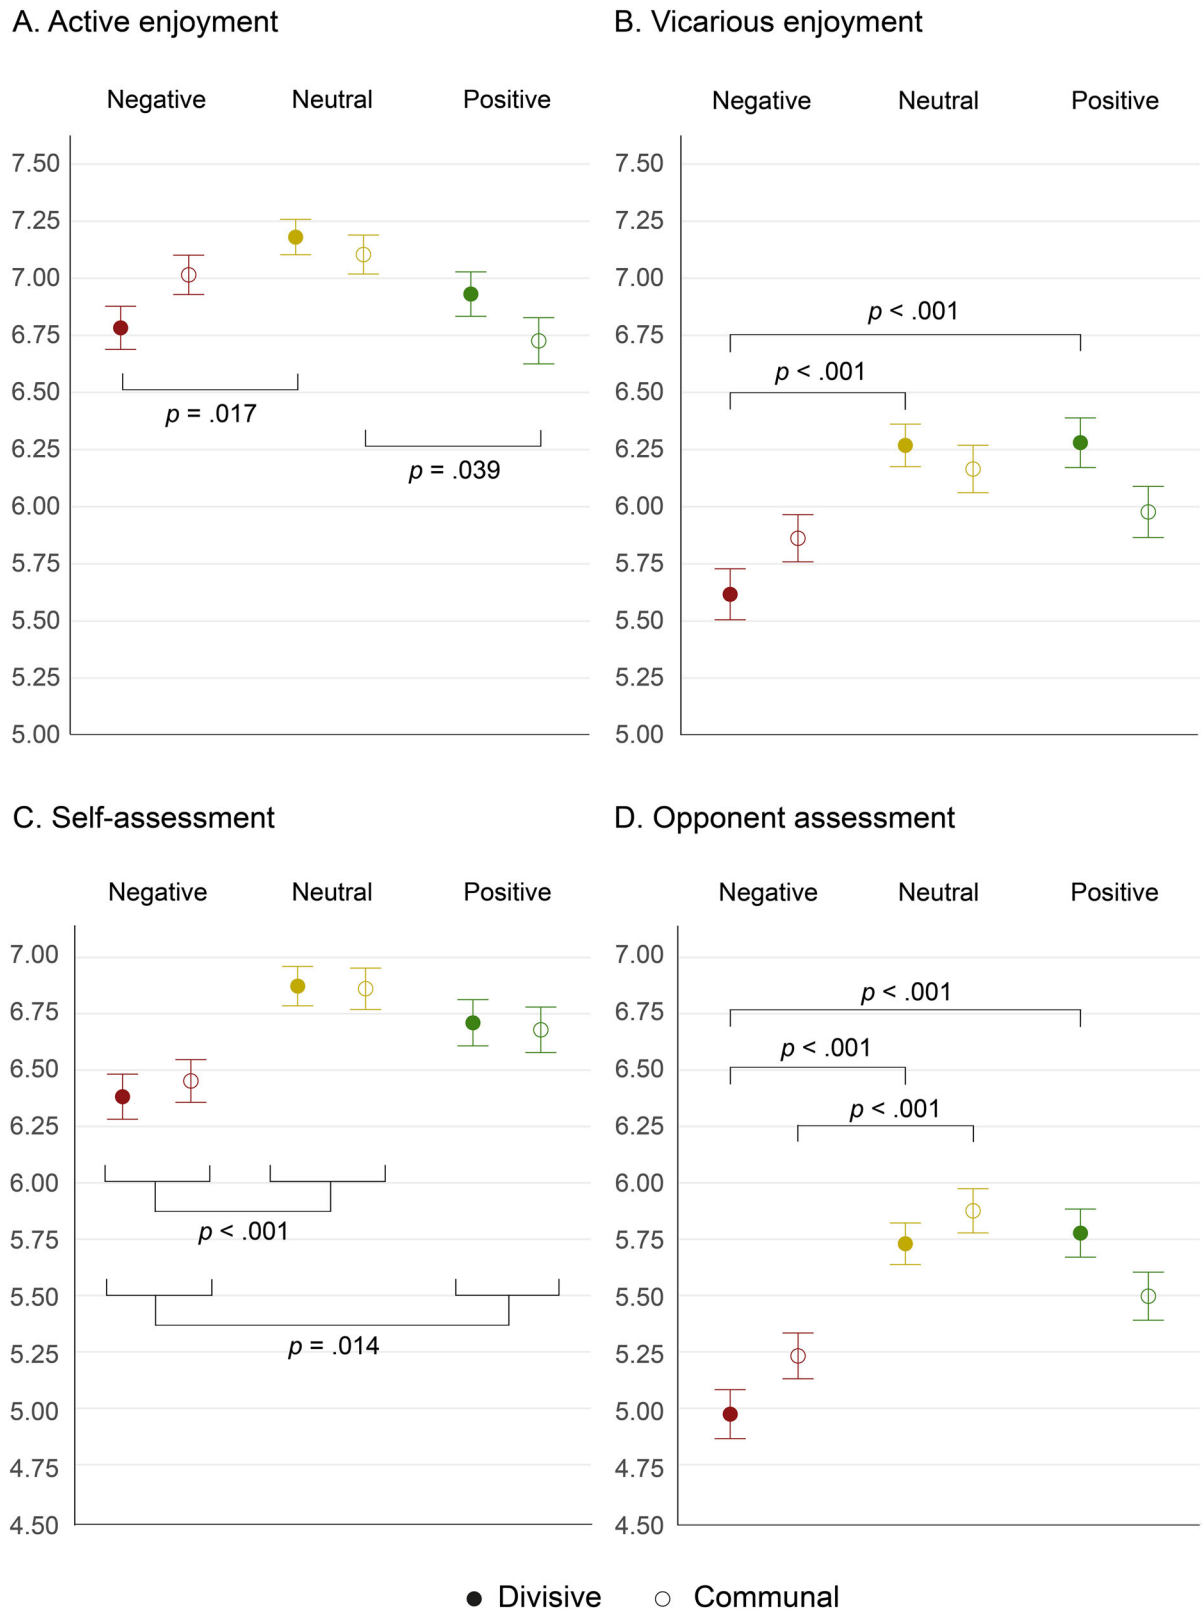 A. Active enjoyment
Negative Neutral Positive
7.50
7.25
7.00
6.75
6.50
6.25
6.00
5.75
5.50
5.25
5.00
p = .017
p = .039
B. Vicarious enjoyment
Negative Neutral Positive
7.50
7.25
7.00
6.75
6.50
6.25
6.00
5.75
5.50
5.25
5.00
p < .001
p < .001
C. Self-assessment
Negative Neutral Positive
7.00
6.75
6.50
6.25
6.00
5.75
5.50
5.25
5.00
4.75
4.50
p < .001
p = .014
D. Opponent assessment
Negative Neutral Positive
7.00
6.75
6.50
6.25
6.00
5.75
5.50
5.25
5.00
4.75
4.50
p < .001
p < .001
p < .001
Divisive Communal